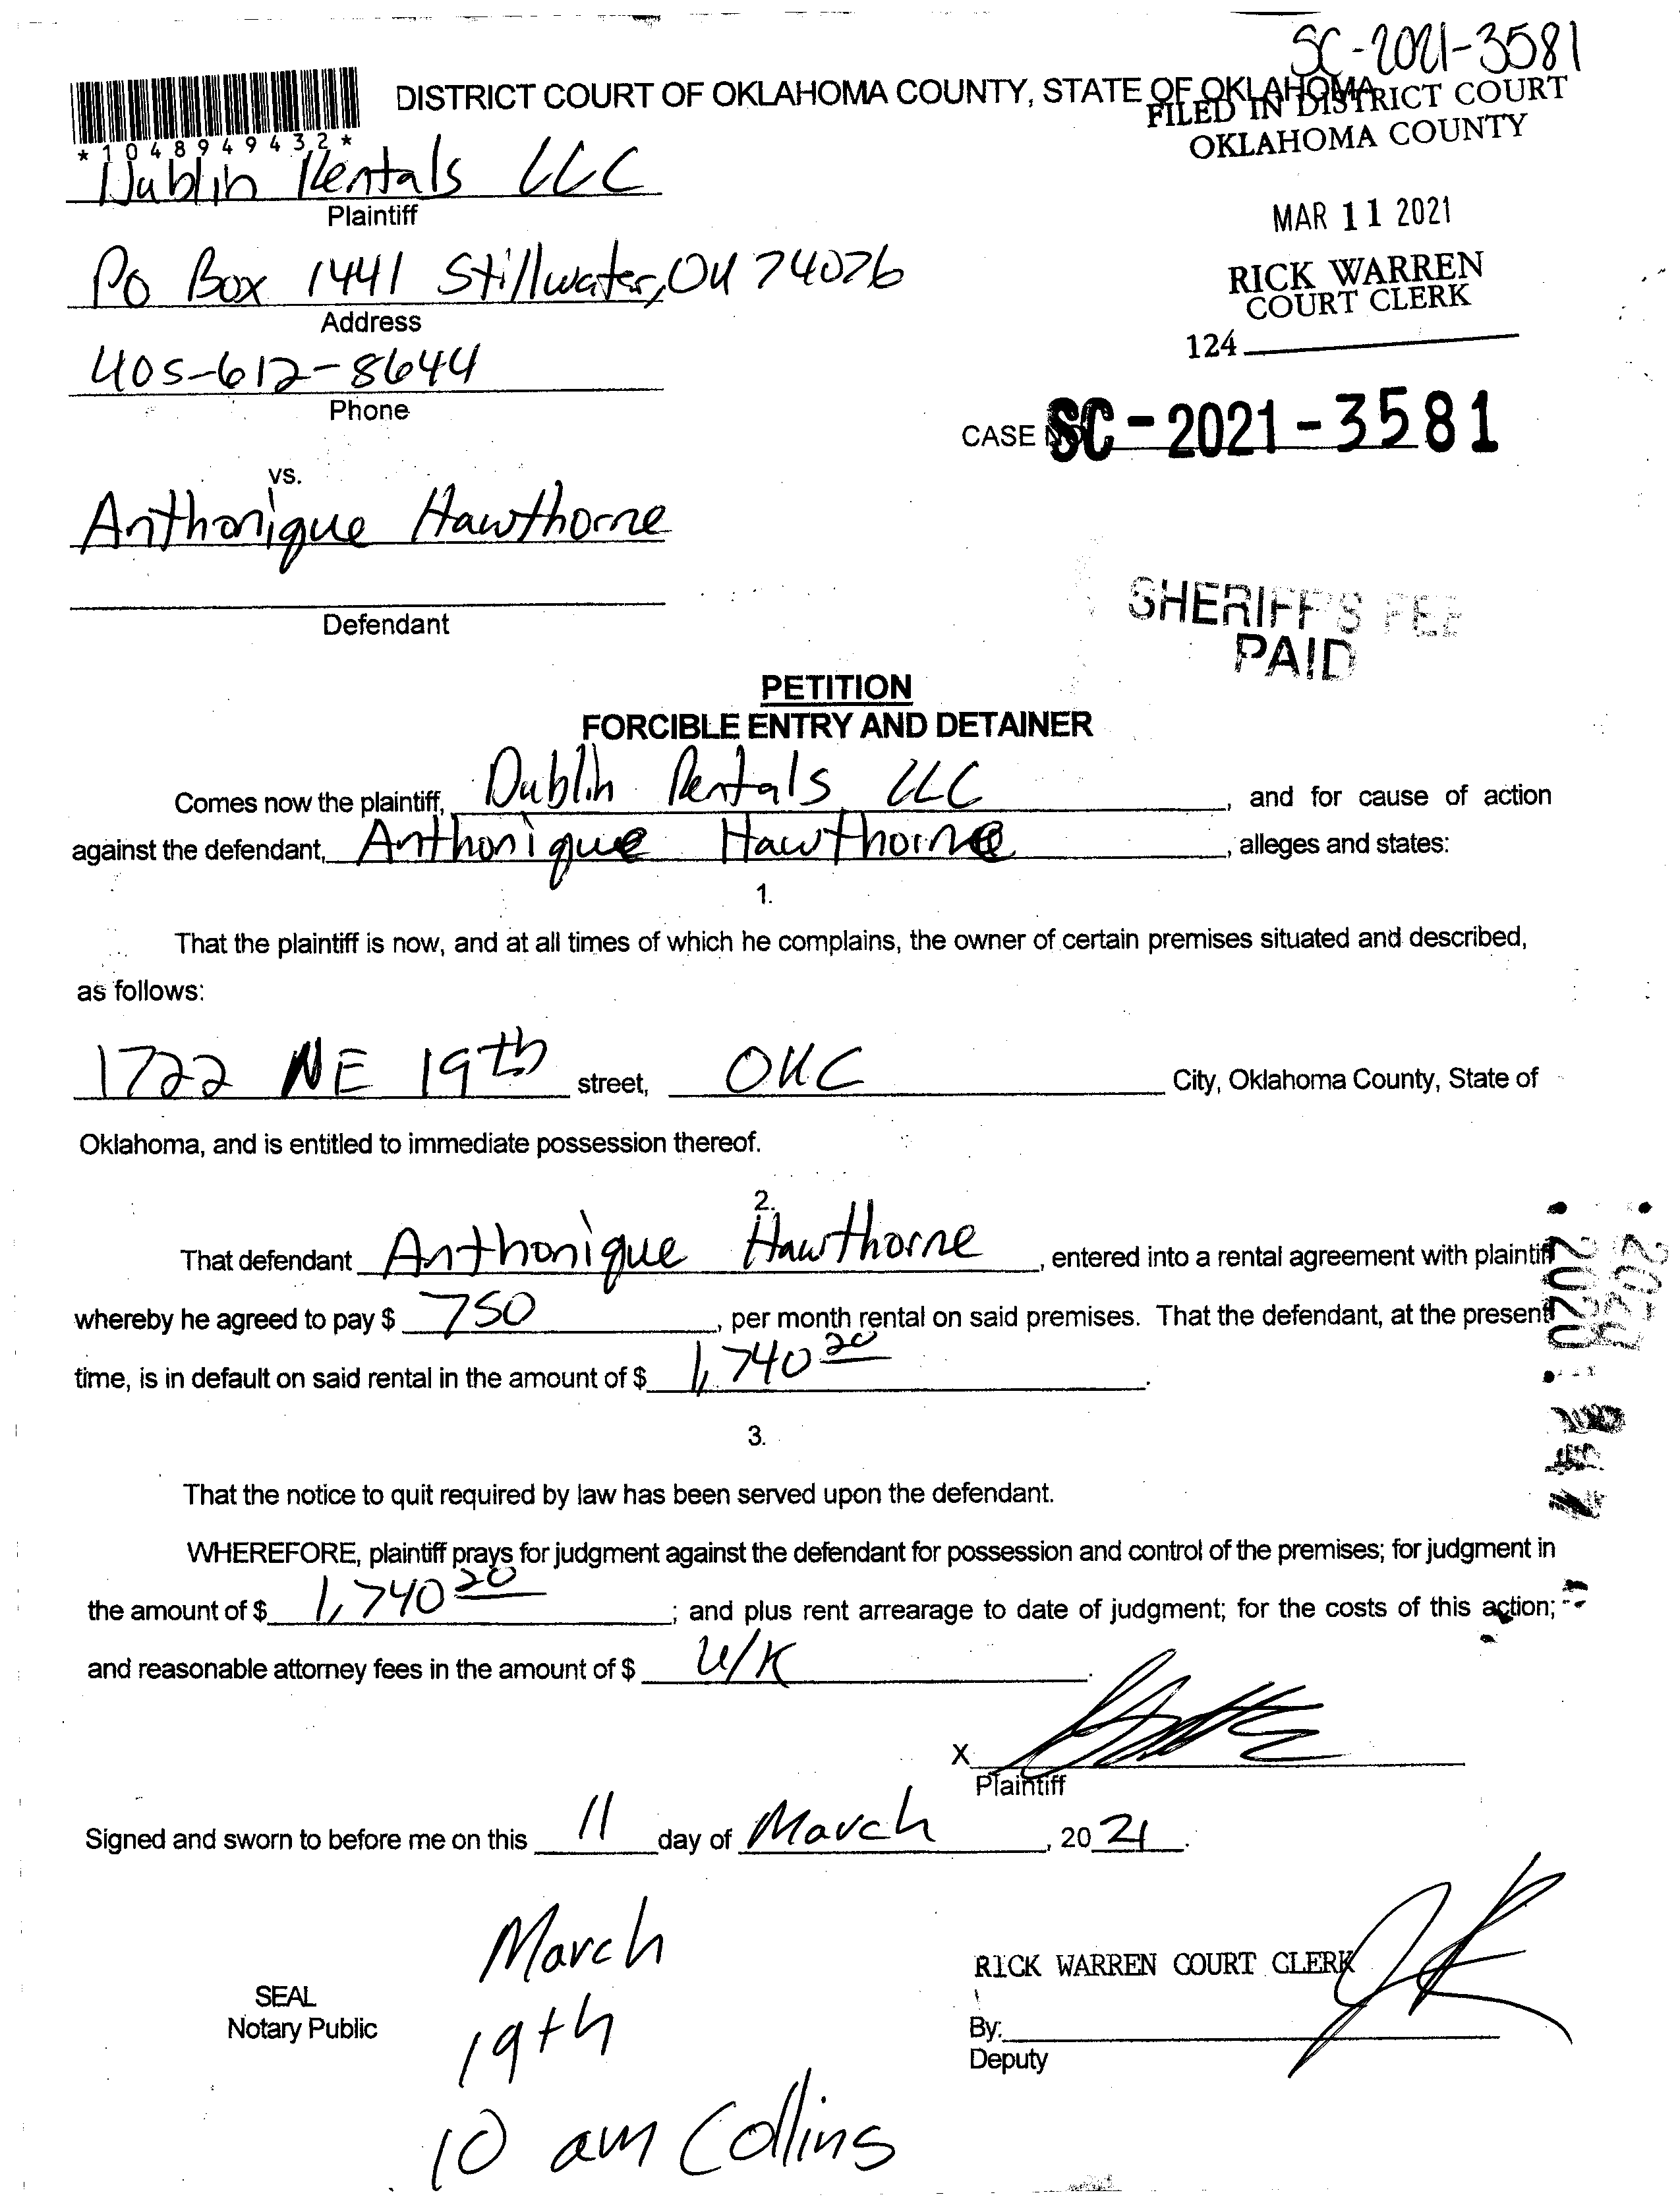 SC-2021-3581
DISTRICT COURT OF OKLAHOMA COUNTY, STATE OF OKLAHOMA
FILED IN DISTRICT COURT
OKLAHOMA COUNTY
*1048949432*
Dublin Rentals LLC
Plaintiff
MAR 11 2021
PO Box 1441 Stillwater, OK 74076
RICK WARREN
COURT CLERK
Address
124
405-612-8644
Phone
CASE NO. SC-2021-3581
vs.
Anthonique Hawthorne
SHERIFF'S FEE
PAID
Defendant
PETITION
FORCIBLE ENTRY AND DETAINER
Comes now the plaintiff, Dublin Rentals LLC, and for cause of action
against the defendant, Anthonique Hawthorne, alleges and states:
1.
That the plaintiff is now, and at all times of which he complains, the owner of certain premises situated and described,
as follows:
1722 NE 19th street, OKC City, Oklahoma County, State of
Oklahoma, and is entitled to immediate possession thereof.
2.
That defendant Anthonique Hawthorne, entered into a rental agreement with plaintiff
whereby he agreed to pay $ 750, per month rental on said premises. That the defendant, at the present
time, is in default on said rental in the amount of $ 1,740 20.
3.
That the notice to quit required by law has been served upon the defendant.
WHEREFORE, plaintiff prays for judgment against the defendant for possession and control of the premises; for judgment in
the amount of $ 1,740 20; and plus rent arrearage to date of judgment; for the costs of this action;
and reasonable attorney fees in the amount of $ U/K.
X
Plaintiff
Signed and sworn to before me on this 11 day of March, 20 21.
March
19th
10 am Collins
SEAL
Notary Public
RICK WARREN COURT CLERK
By:
Deputy